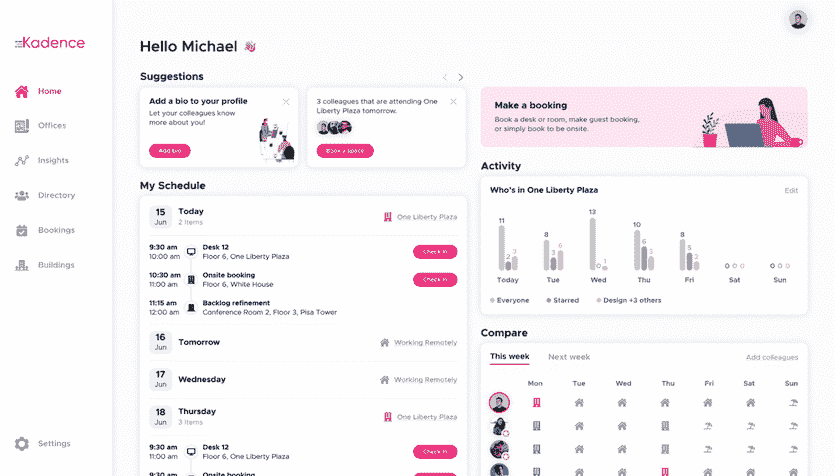 Kadence
Home
Offices
Insights
Directory
Bookings
Buildings
Settings
Hello Michael
Suggestions
Add a bio to your profile
Let your colleagues know
more about you!
Add bio
3 colleagues that are attending One
Liberty Plaza tomorrow.
Book a space
My Schedule
15
Jun
Today
2 Items
One Liberty Plaza
9:30 am
10:00 am
Desk 12
Floor 6, One Liberty Plaza
Check in
10:30 am
11:00 am
Onsite booking
Floor 6, White House
Check in
11:15 am
12:00 am
Backlog refinement
Conference Room 2, Floor 3, Pisa Tower
16
Jun
Tomorrow
Working Remotely
17
Jun
Wednesday
Working Remotely
18
Jun
Thursday
3 Items
One Liberty Plaza
9:30 am
10:00 am
Desk 12
Floor 6, One Liberty Plaza
Check in
10:30 am
Onsite booking
Make a booking
Book a desk or room, make guest booking,
or simply book to be onsite.
Activity
Who's in One Liberty Plaza
Edit
11 2 3
8 3 6
13 0 1
10 6 3
8 5 3
0 0 0
0 0 0
Today Tue Wed Thu Fri Sat Sun
Everyone Starred Design +3 others
Compare
This week Next week Add colleagues
Mon Tue Wed Thu Fri Sat Sun